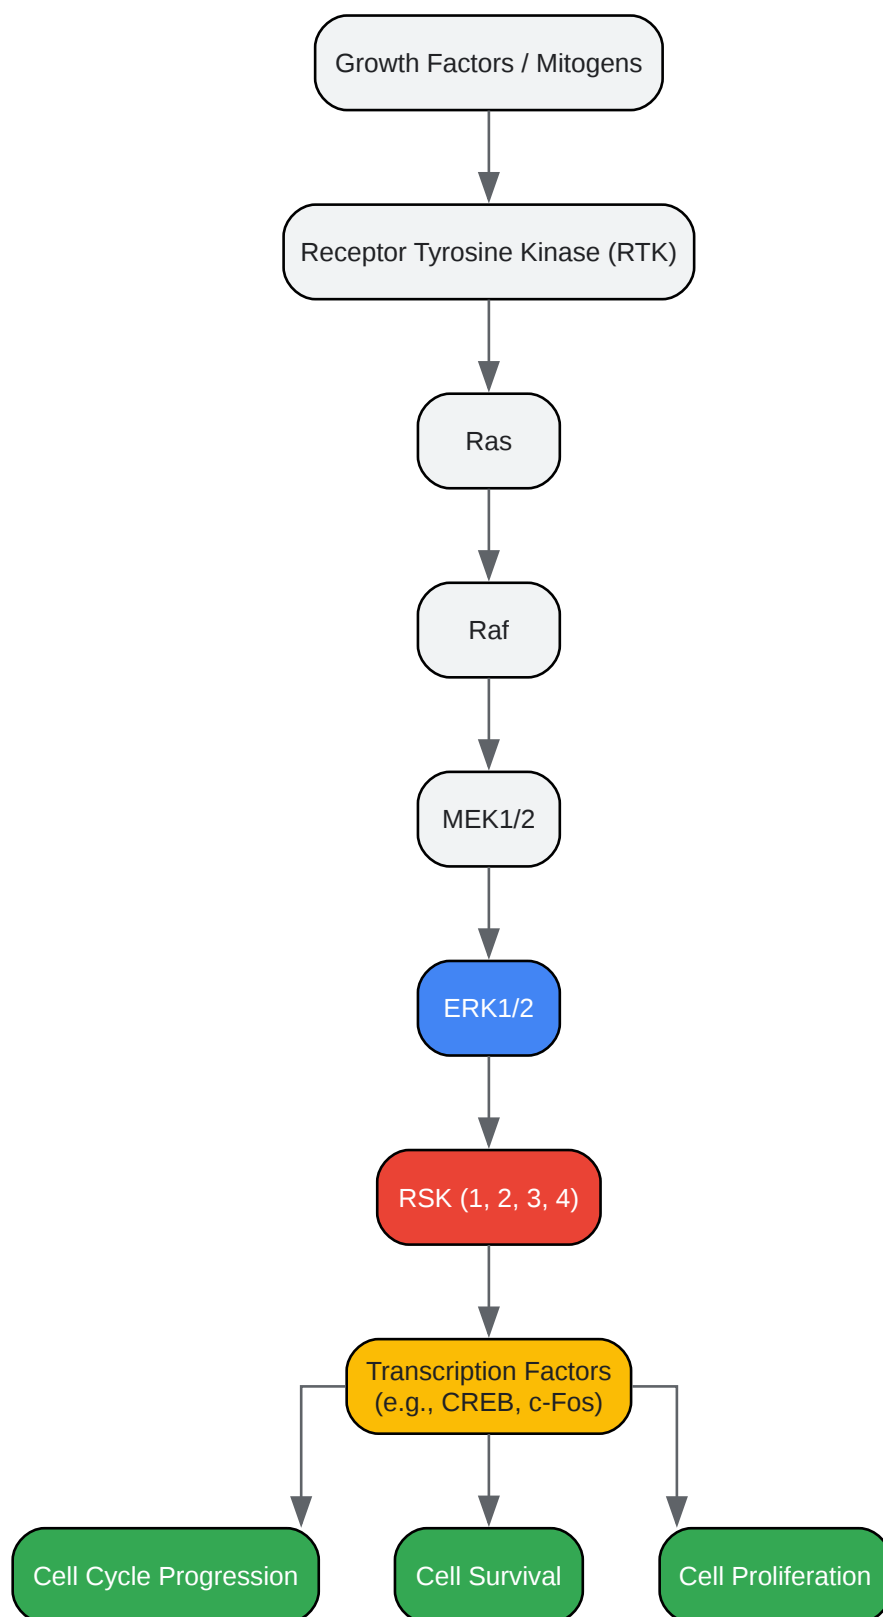 Growth Factors / Mitogens
Receptor Tyrosine Kinase (RTK)
Ras
Raf
MEK1/2
ERK1/2
RSK (1, 2, 3, 4)
Transcription Factors
(e.g., CREB, c-Fos)
Cell Cycle Progression
Cell Survival
Cell Proliferation